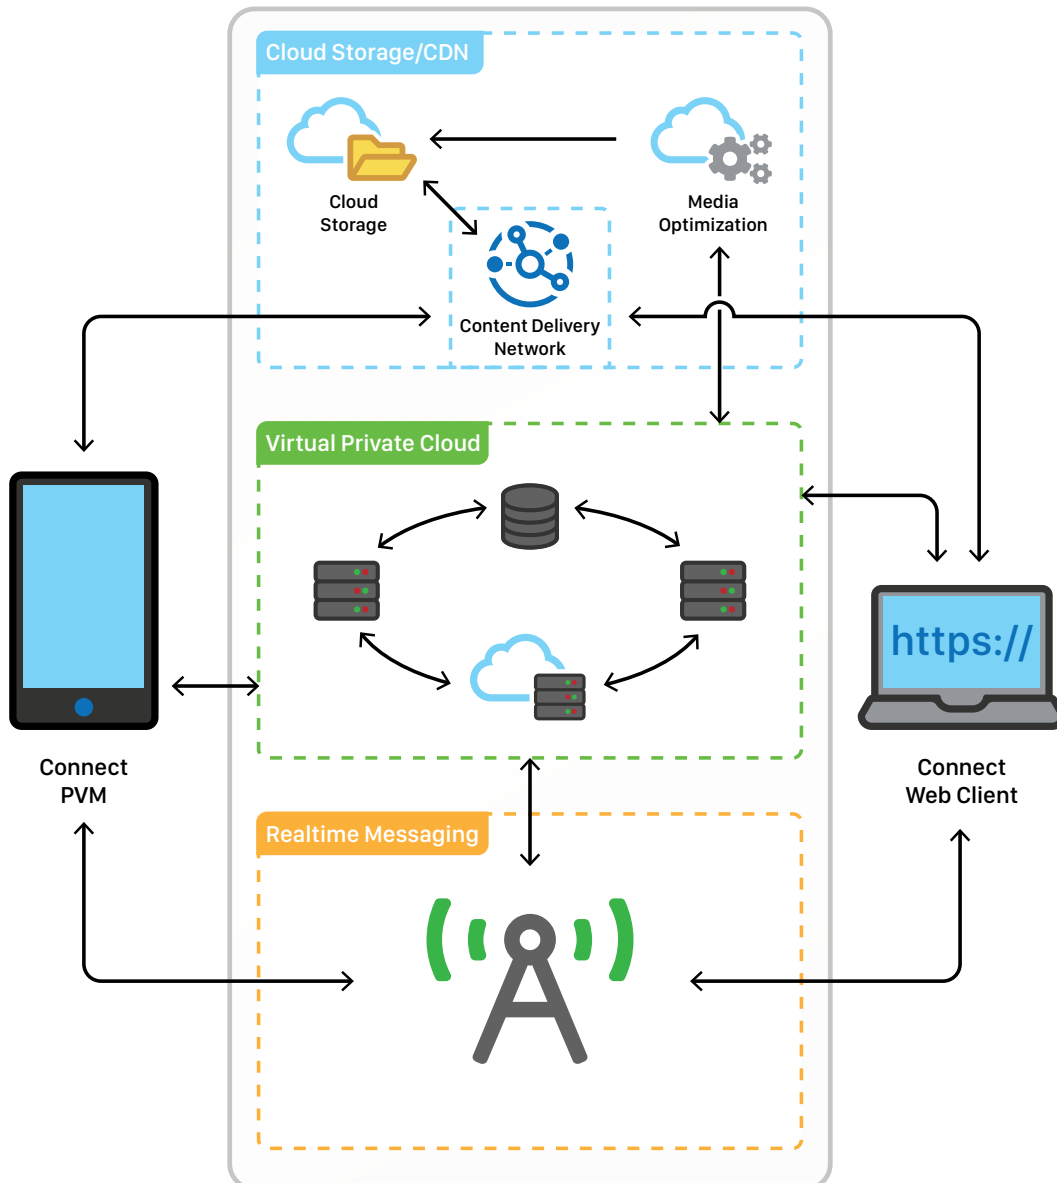 Cloud Storage/CDN
Cloud
Storage
Media
Optimization
Content Delivery
Network
Virtual Private Cloud
https://
Connect
PVM
Connect
Web Client
Realtime Messaging